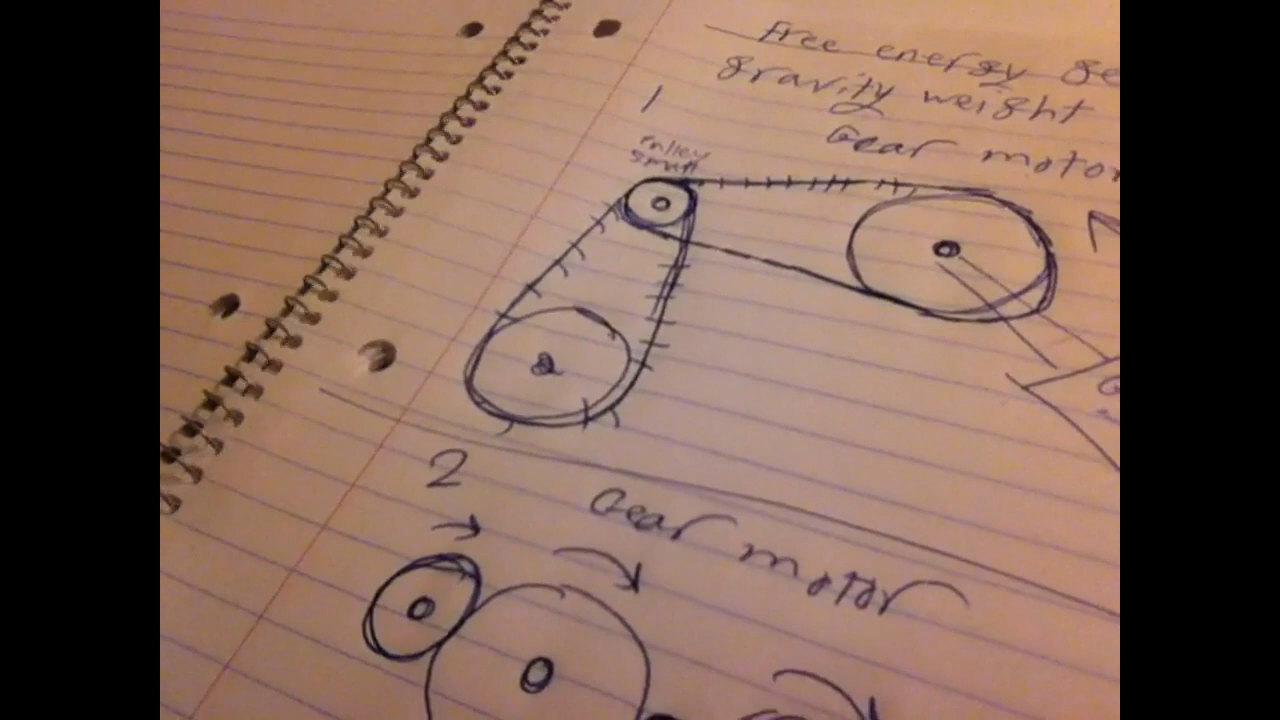 Free energy ge
gravity weight
Gear motor
1
pulley
small
2
Gear motor